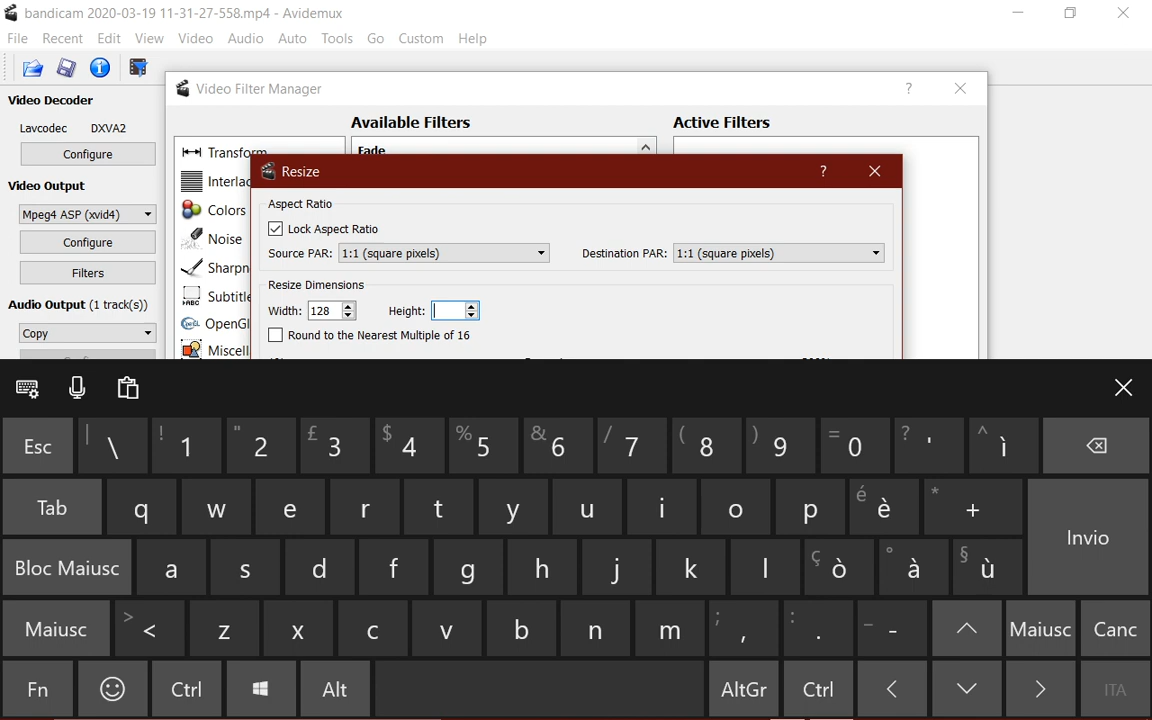 bandicam 2020-03-19 11-31-27-558.mp4 - Avidemux
File Recent Edit View Video Audio Auto Tools Go Custom Help
Video Decoder
Lavcodec DXVA2
Configure
Video Output
Mpeg4 ASP (xvid4)
Configure
Filters
Audio Output (1 track(s))
Copy
Video Filter Manager ?
Available Filters Active Filters
Transform
Fade
Interlac
Colors
Noise
Sharpn
Subtitle
OpenGl
Miscell
Resize ?
Aspect Ratio
Lock Aspect Ratio
Source PAR: 1:1 (square pixels) Destination PAR: 1:1 (square pixels)
Resize Dimensions
Width: 128 Height:
Round to the Nearest Multiple of 16
Esc | \ ! 1 " 2 £ 3 $ 4 % 5 & 6 / 7 ( 8 ) 9 = 0 ? ' ^ ì
Tab q w e r t y u i o p é è * +
Invio
Bloc Maiusc a s d f g h j k l ç ò ° à § ù
Maiusc > < z x c v b n m ; , : . _ - Maiusc Canc
Fn Ctrl Alt AltGr Ctrl ITA